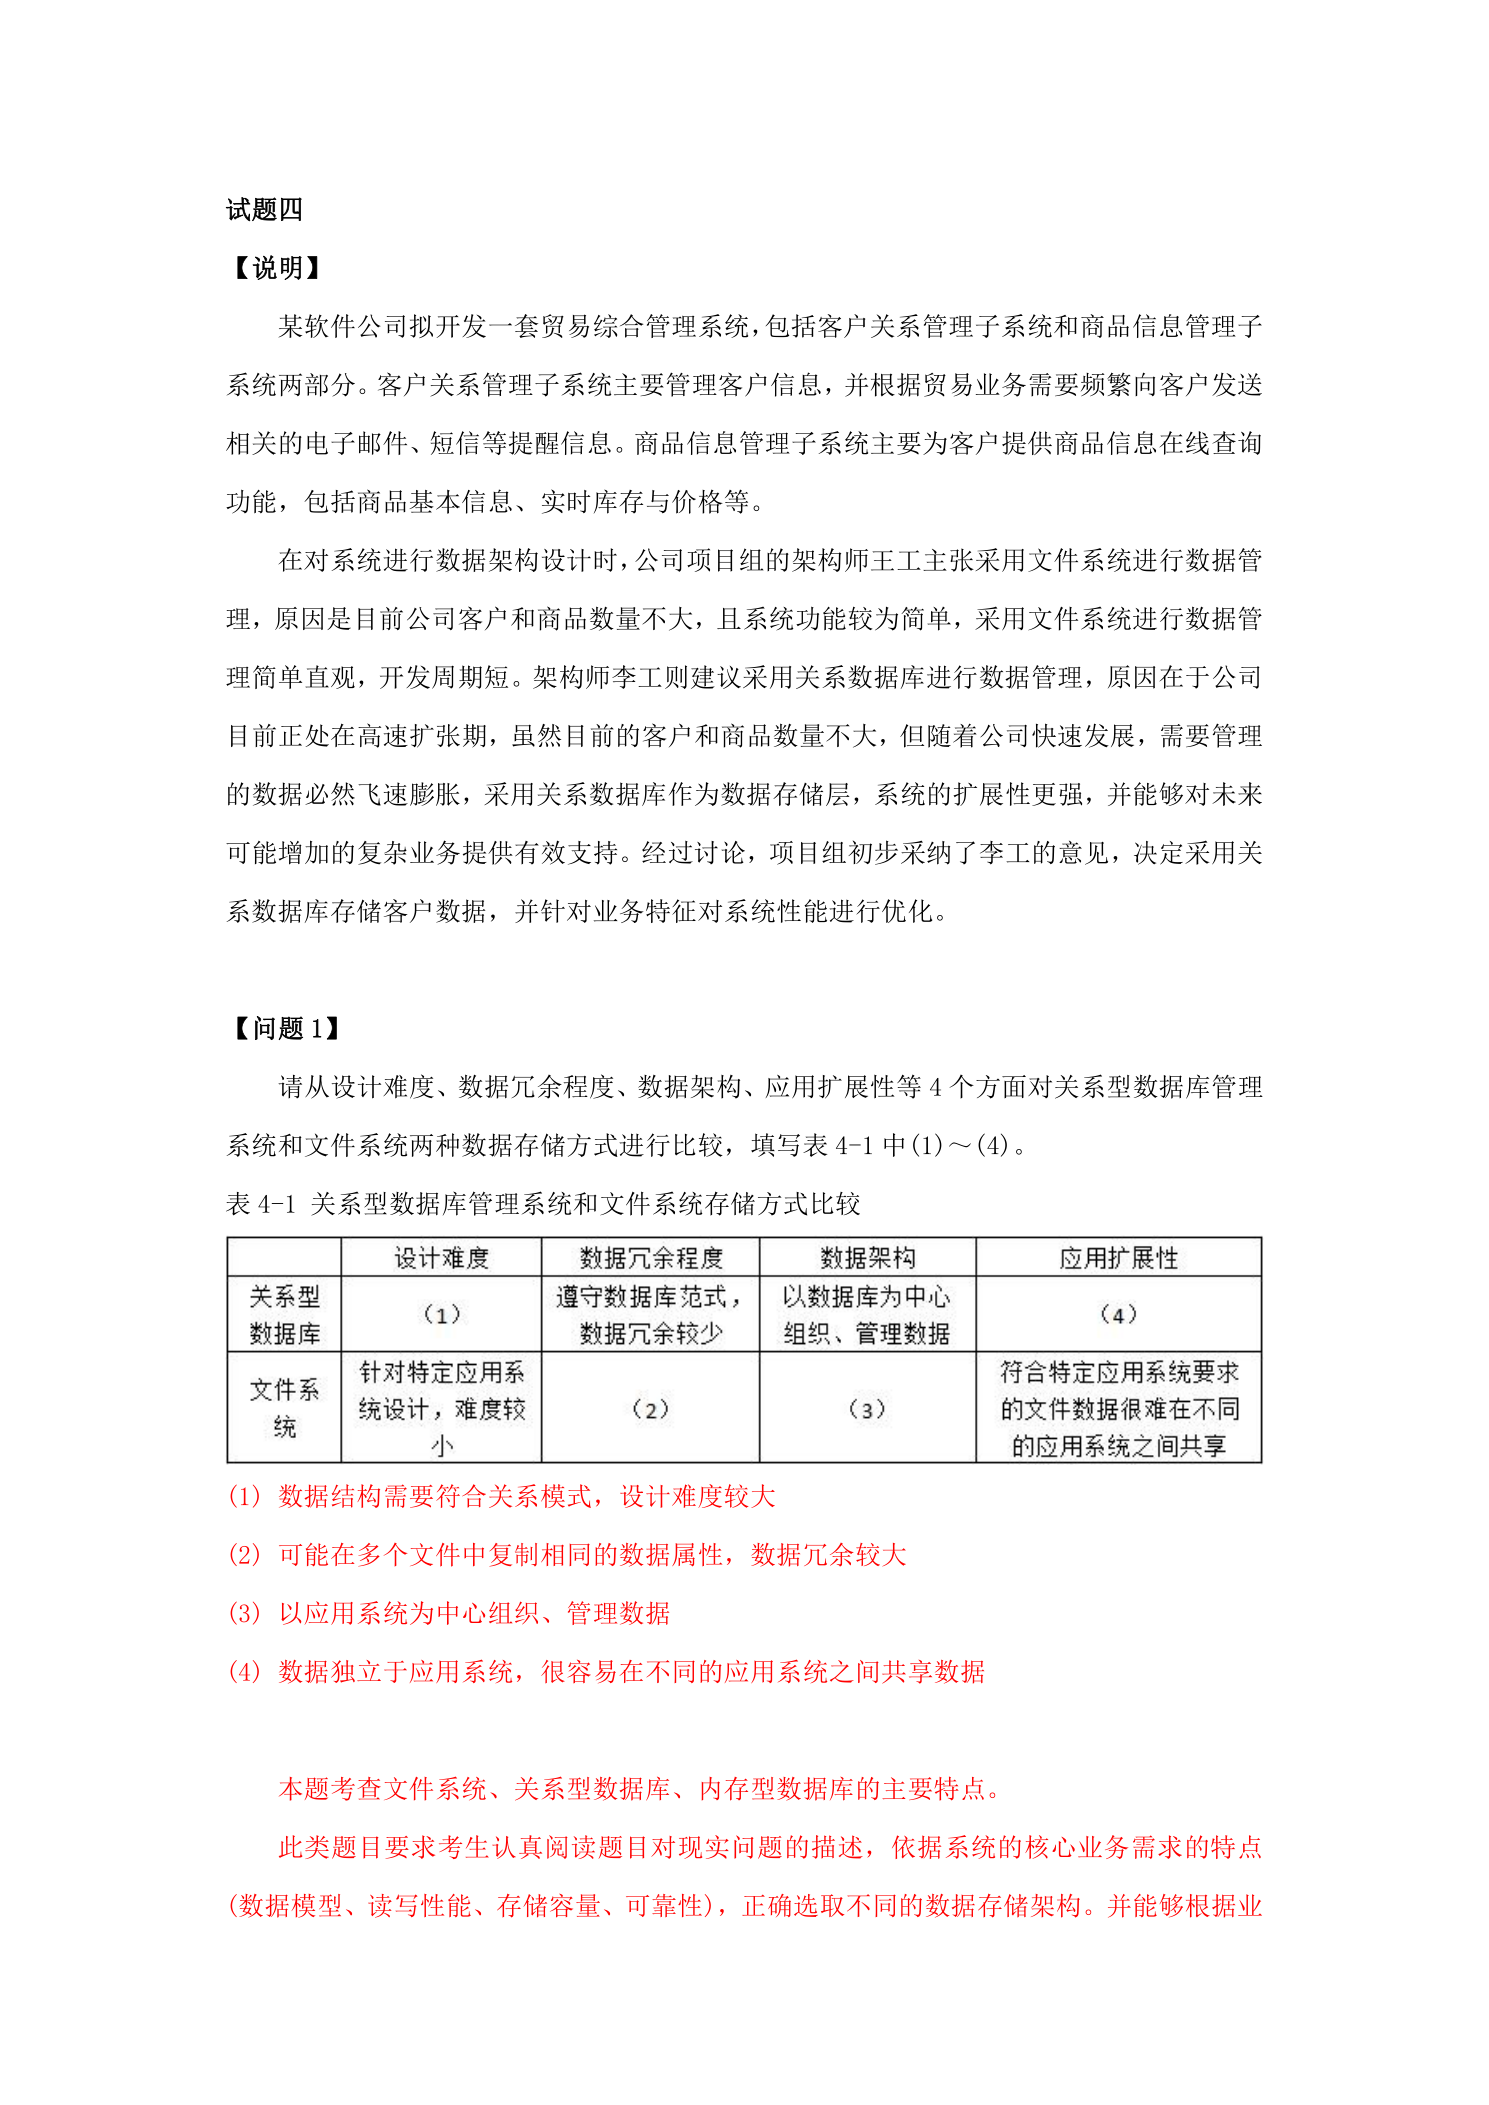 试题四
【说明】
某软件公司拟开发一套贸易综合管理系统，包括客户关系管理子系统和商品信息管理子
系统两部分。客户关系管理子系统主要管理客户信息，并根据贸易业务需要频繁向客户发送
相关的电子邮件、短信等提醒信息。商品信息管理子系统主要为客户提供商品信息在线查询
功能，包括商品基本信息、实时库存与价格等。
在对系统进行数据架构设计时，公司项目组的架构师王工主张采用文件系统进行数据管
理，原因是目前公司客户和商品数量不大，且系统功能较为简单，采用文件系统进行数据管
理简单直观，开发周期短。架构师李工则建议采用关系数据库进行数据管理，原因在于公司
目前正处在高速扩张期，虽然目前的客户和商品数量不大，但随着公司快速发展，需要管理
的数据必然飞速膨胀，采用关系数据库作为数据存储层，系统的扩展性更强，并能够对未来
可能增加的复杂业务提供有效支持。经过讨论，项目组初步采纳了李工的意见，决定采用关
系数据库存储客户数据，并针对业务特征对系统性能进行优化。
【问题 1】
请从设计难度、数据冗余程度、数据架构、应用扩展性等 4 个方面对关系型数据库管理
系统和文件系统两种数据存储方式进行比较，填写表 4-1 中(1)～(4)。
表 4-1 关系型数据库管理系统和文件系统存储方式比较
设计难度 数据冗余程度 数据架构 应用扩展性
关系型
数据库
（1）
遵守数据库范式，
数据冗余较少
以数据库为中心
组织、管理数据
（4）
文件系
统
针对特定应用系
统设计，难度较
小
（2）
（3）
符合特定应用系统要求
的文件数据很难在不同
的应用系统之间共享
(1) 数据结构需要符合关系模式，设计难度较大
(2) 可能在多个文件中复制相同的数据属性，数据冗余较大
(3) 以应用系统为中心组织、管理数据
(4) 数据独立于应用系统，很容易在不同的应用系统之间共享数据
本题考查文件系统、关系型数据库、内存型数据库的主要特点。
此类题目要求考生认真阅读题目对现实问题的描述，依据系统的核心业务需求的特点
(数据模型、读写性能、存储容量、可靠性)，正确选取不同的数据存储架构。并能够根据业